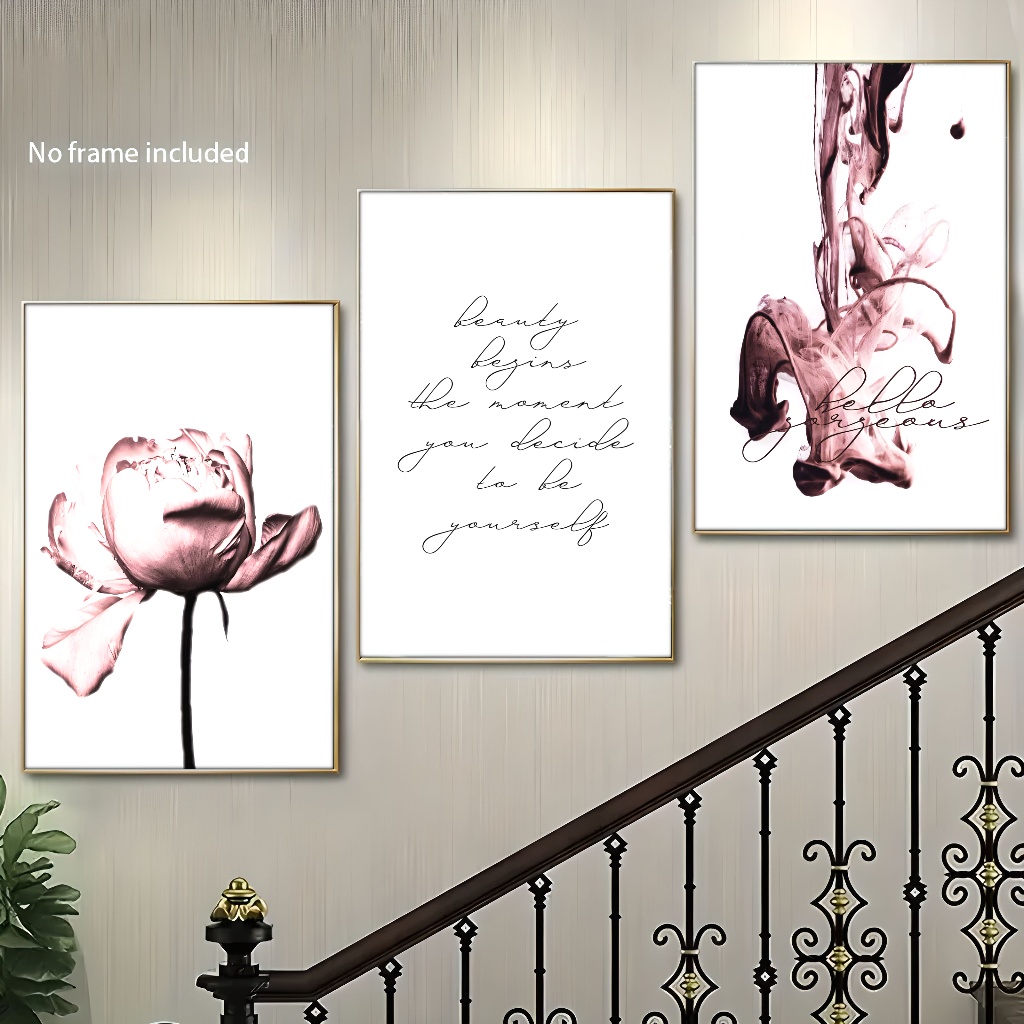 No frame included
beauty
begins
the moment
you decide
to be
yourself
hello
gorgeous